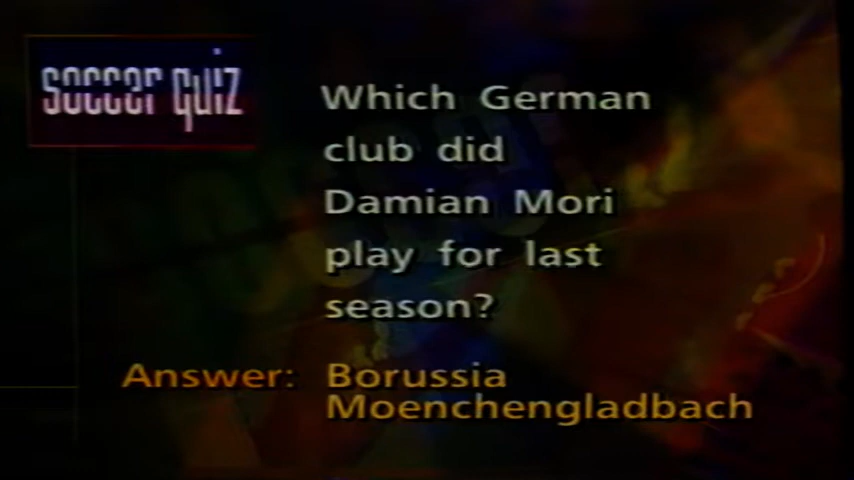 soccer quiz
Which German
club did
Damian Mori
play for last
season?
Answer: Borussia
Moenchengladbach